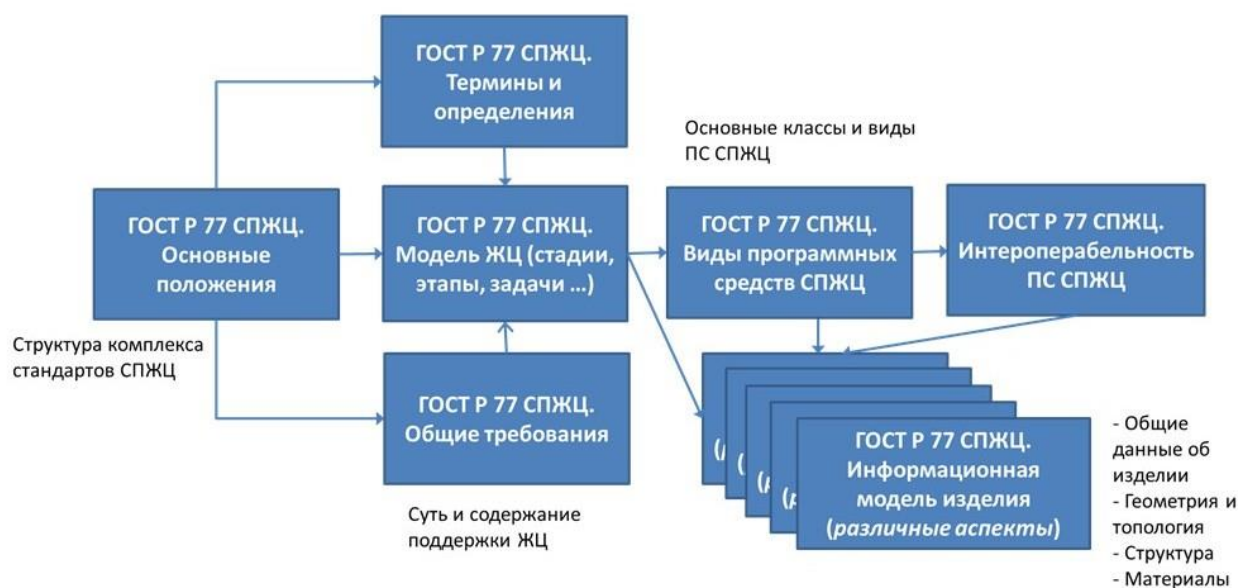 ГОСТ Р 77 СПЖЦ.
Термины и
определения
Основные классы и виды
ПС СПЖЦ
ГОСТ Р 77 СПЖЦ.
Основные
положения
ГОСТ Р 77 СПЖЦ.
Модель ЖЦ (стадии,
этапы, задачи ...)
ГОСТ Р 77 СПЖЦ.
Виды программных
средств СПЖЦ
ГОСТ Р 77 СПЖЦ.
Интероперабельность
ПС СПЖЦ
Структура комплекса
стандартов СПЖЦ
ГОСТ Р 77 СПЖЦ.
Общие требования
Суть и содержание
поддержки ЖЦ
ГОСТ Р 77 СПЖЦ.
Информационная
модель изделия
(различные аспекты)
- Общие
данные об
изделии
- Геометрия и
топология
- Структура
- Материалы